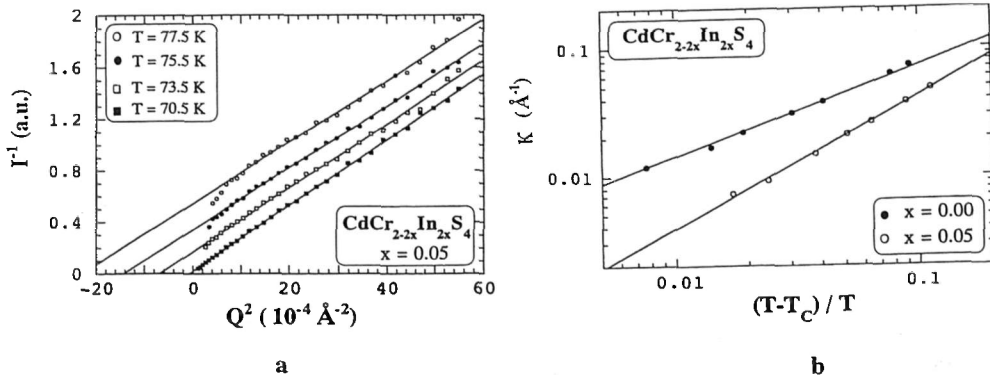 2
1.6
1.2
0.8
0.4
0
I⁻¹ (a.u.)
T = 77.5 K
T = 75.5 K
T = 73.5 K
T = 70.5 K
CdCr₂₋₂ₓIn₂ₓS₄
x = 0.05
−20 0 20 40 60
Q² ( 10⁻⁴ Å⁻²)
a
0.1
0.01
K (Å⁻¹)
CdCr₂₋₂ₓIn₂ₓS₄
x = 0.00
x = 0.05
0.01 0.1
(T-T_C) / T
b